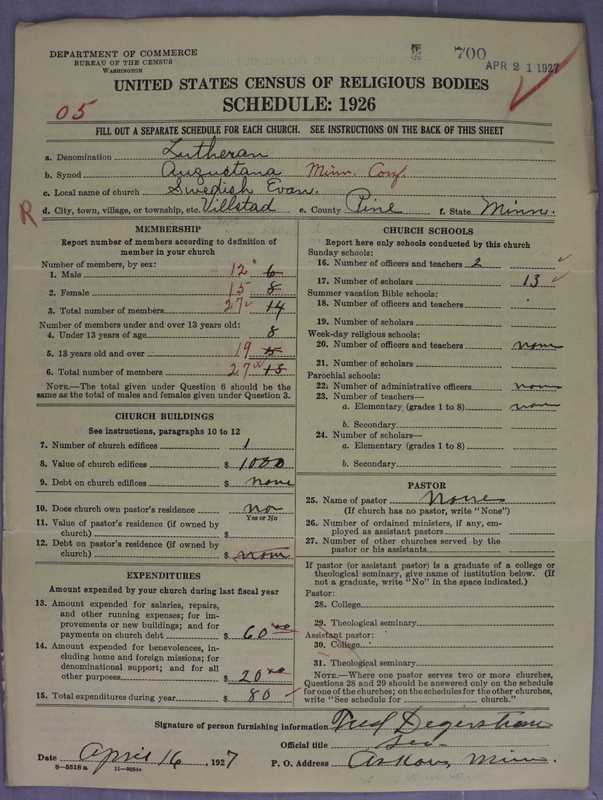 DEPARTMENT OF COMMERCE
BUREAU OF THE CENSUS
WASHINGTON
700
APR 21 1927
UNITED STATES CENSUS OF RELIGIOUS BODIES
SCHEDULE: 1926
05
FILL OUT A SEPARATE SCHEDULE FOR EACH CHURCH. SEE INSTRUCTIONS ON THE BACK OF THIS SHEET
a. Denomination Lutheran
b. Synod Augustana Minn. Conf.
c. Local name of church Swedish Evan.
R
d. City, town, village, or township, etc. Villstad e. County Pine f. State Minn.
MEMBERSHIP
Report number of members according to definition of
member in your church
Number of members, by sex:
1. Male 12 6
2. Female 15 8
3. Total number of members 27 14
Number of members under and over 13 years old:
4. Under 13 years of age 8
5. 13 years old and over 19 15
6. Total number of members 27 15
NOTE.—The total given under Question 6 should be
same as the total of males and females given under Question 3.
CHURCH BUILDINGS
See instructions, paragraphs 10 to 12
7. Number of church edifices 1
8. Value of church edifices $ 1000
9. Debt on church edifices $ none
10. Does church own pastor's residence no
Yes or No
11. Value of pastor's residence (if owned by
church) $
12. Debt on pastor's residence (if owned by
church) $ none
EXPENDITURES
Amount expended by your church during last fiscal year
13. Amount expended for salaries, repairs,
and other running expenses; for im-
provements or new buildings; and for
payments on church debt $ 60
14. Amount expended for benevolences, in-
cluding home and foreign missions; for
denominational support; and for all
other purposes $ 20
15. Total expenditures during year $ 80
CHURCH SCHOOLS
Report here only schools conducted by this church
Sunday schools:
16. Number of officers and teachers 2
17. Number of scholars 13
Summer vacation Bible schools:
18. Number of officers and teachers
19. Number of scholars
Week-day religious schools:
20. Number of officers and teachers none
21. Number of scholars
Parochial schools:
22. Number of administrative officers none
23. Number of teachers—
a. Elementary (grades 1 to 8) none
b. Secondary
24. Number of scholars—
a. Elementary (grades 1 to 8)
b. Secondary
PASTOR
25. Name of pastor None
(If church has no pastor, write "None")
26. Number of ordained ministers, if any, em-
ployed as assistant pastors
27. Number of other churches served by the
pastor or his assistants
If pastor (or assistant pastor) is a graduate of a college or
theological seminary, give name of institution below. (If
not a graduate, write "No" in the space indicated.)
Pastor:
28. College
29. Theological seminary
Assistant pastor:
30. College
31. Theological seminary
NOTE.—Where one pastor serves two or more churches,
Questions 28 and 29 should be answered only on the schedule
for one of the churches; on the schedules for the other churches,
write "See schedule for church."
Signature of person furnishing information Fred Degerstrom
Official title Sec.
Date April 16, 1927 P. O. Address Askov, Minn.
8—5518 a